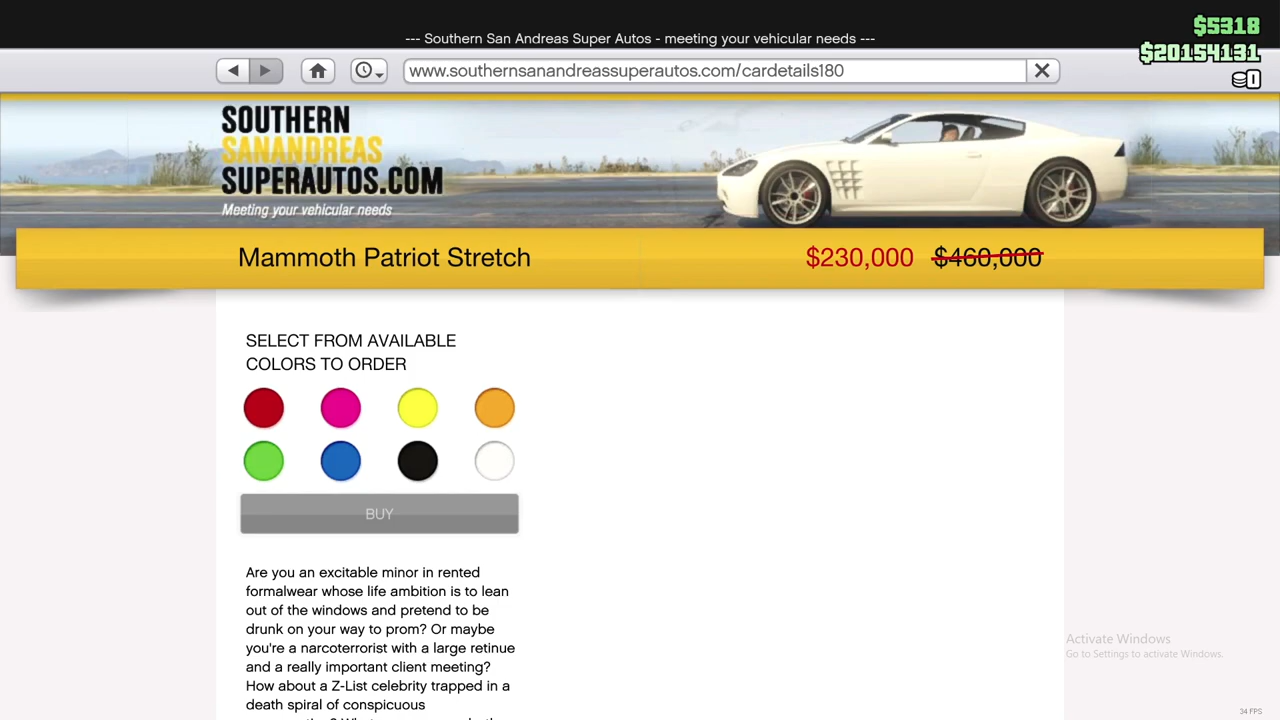 --- Southern San Andreas Super Autos - meeting your vehicular needs ---
$5318
$20154131
1
www.southernsanandreassuperautos.com/cardetails180
SOUTHERN
SANANDREAS
SUPERAUTOS.COM
Meeting your vehicular needs
Mammoth Patriot Stretch
$230,000 $460,000
SELECT FROM AVAILABLE
COLORS TO ORDER
BUY
Are you an excitable minor in rented
formalwear whose life ambition is to lean
out of the windows and pretend to be
drunk on your way to prom? Or maybe
you're a narcoterrorist with a large retinue
and a really important client meeting?
How about a Z-List celebrity trapped in a
death spiral of conspicuous
Activate Windows
Go to Settings to activate Windows.
34 FPS